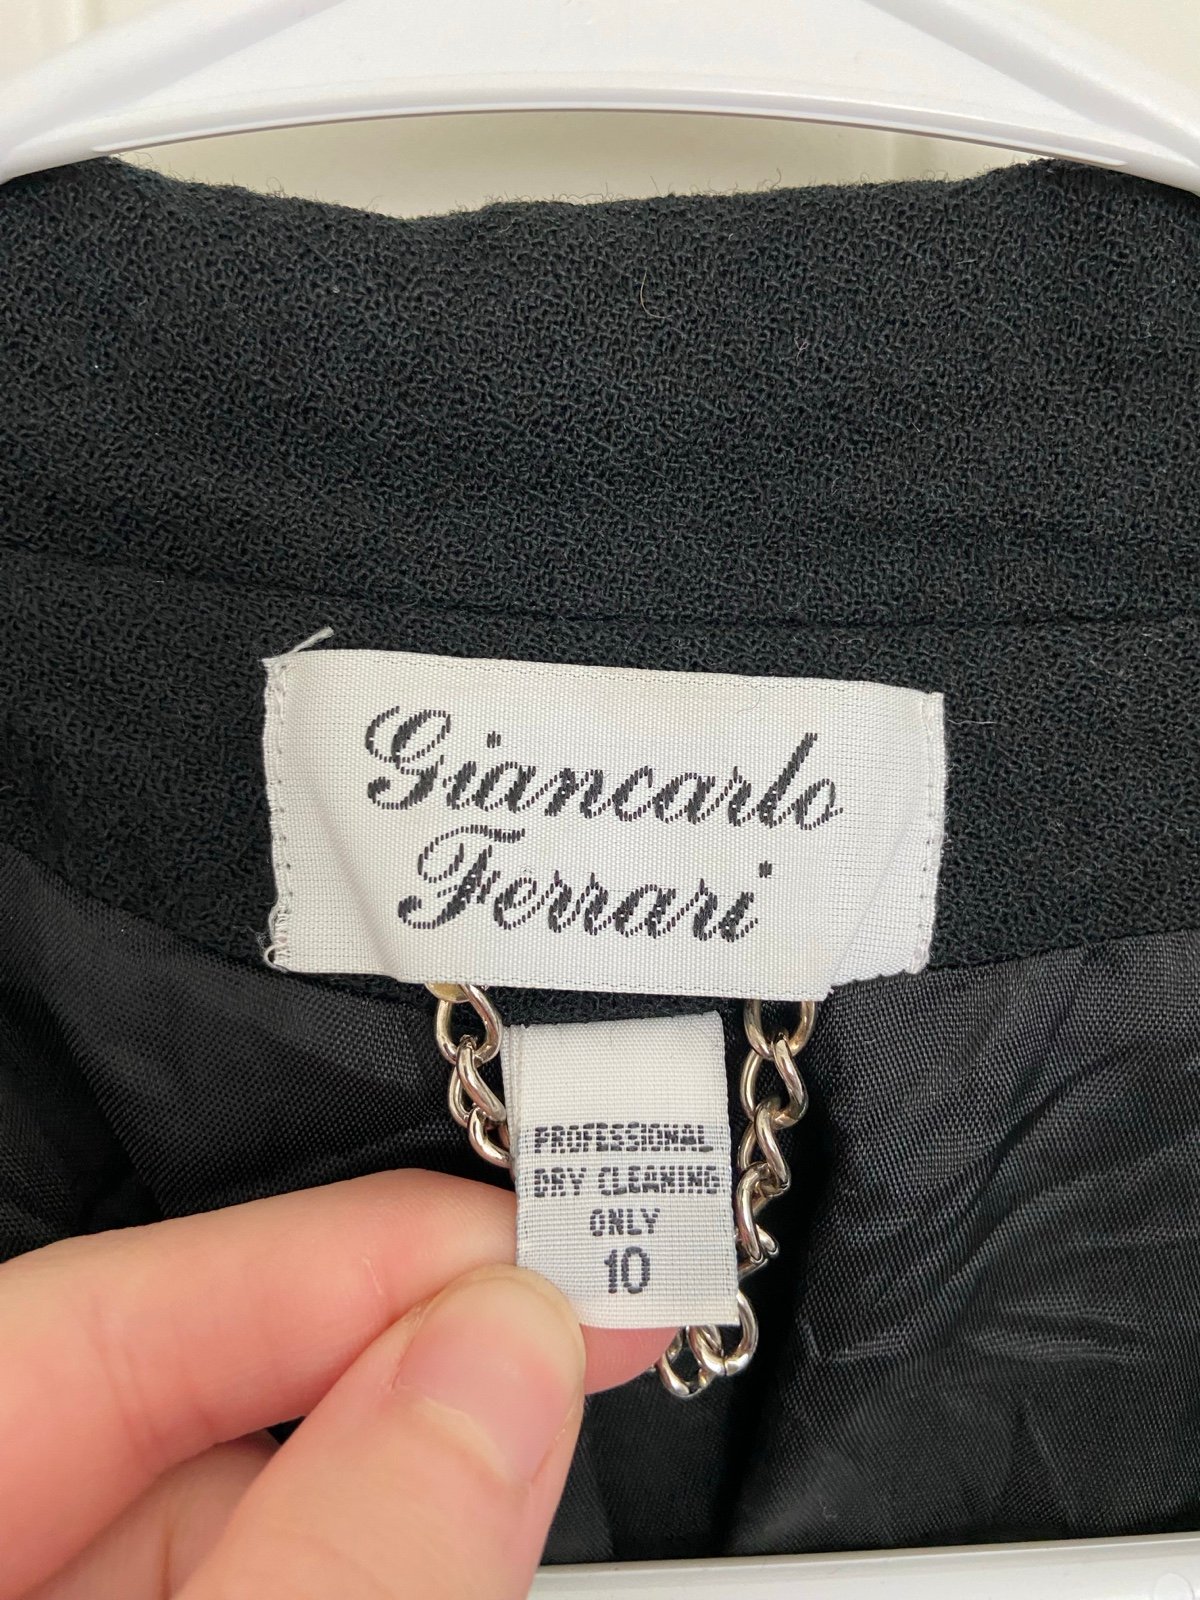 Giancarlo
Ferrari
PROFESSIONAL
DRY CLEANING
ONLY
10